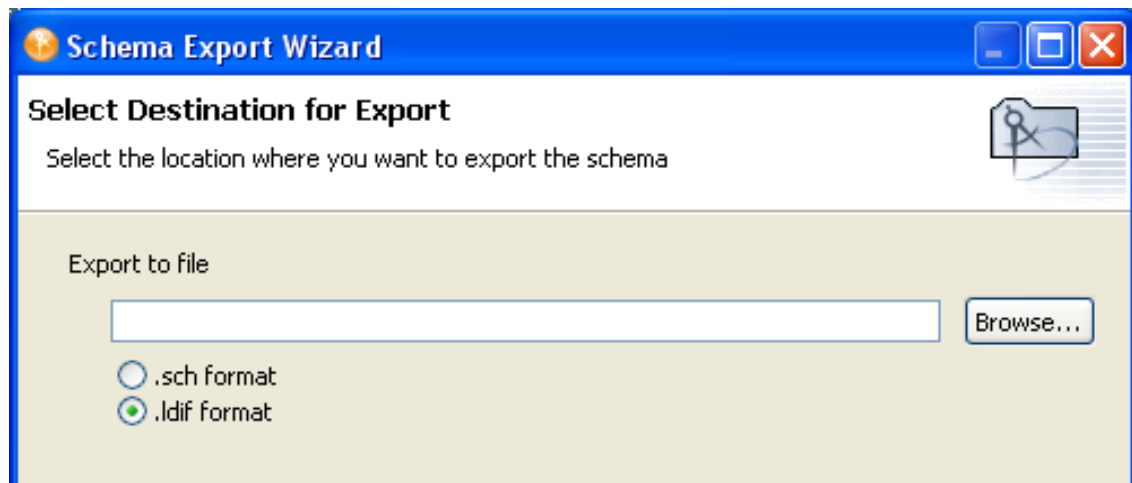 Schema Export Wizard
Select Destination for Export
Select the location where you want to export the schema
Export to file
Browse...
.sch format
.ldif format